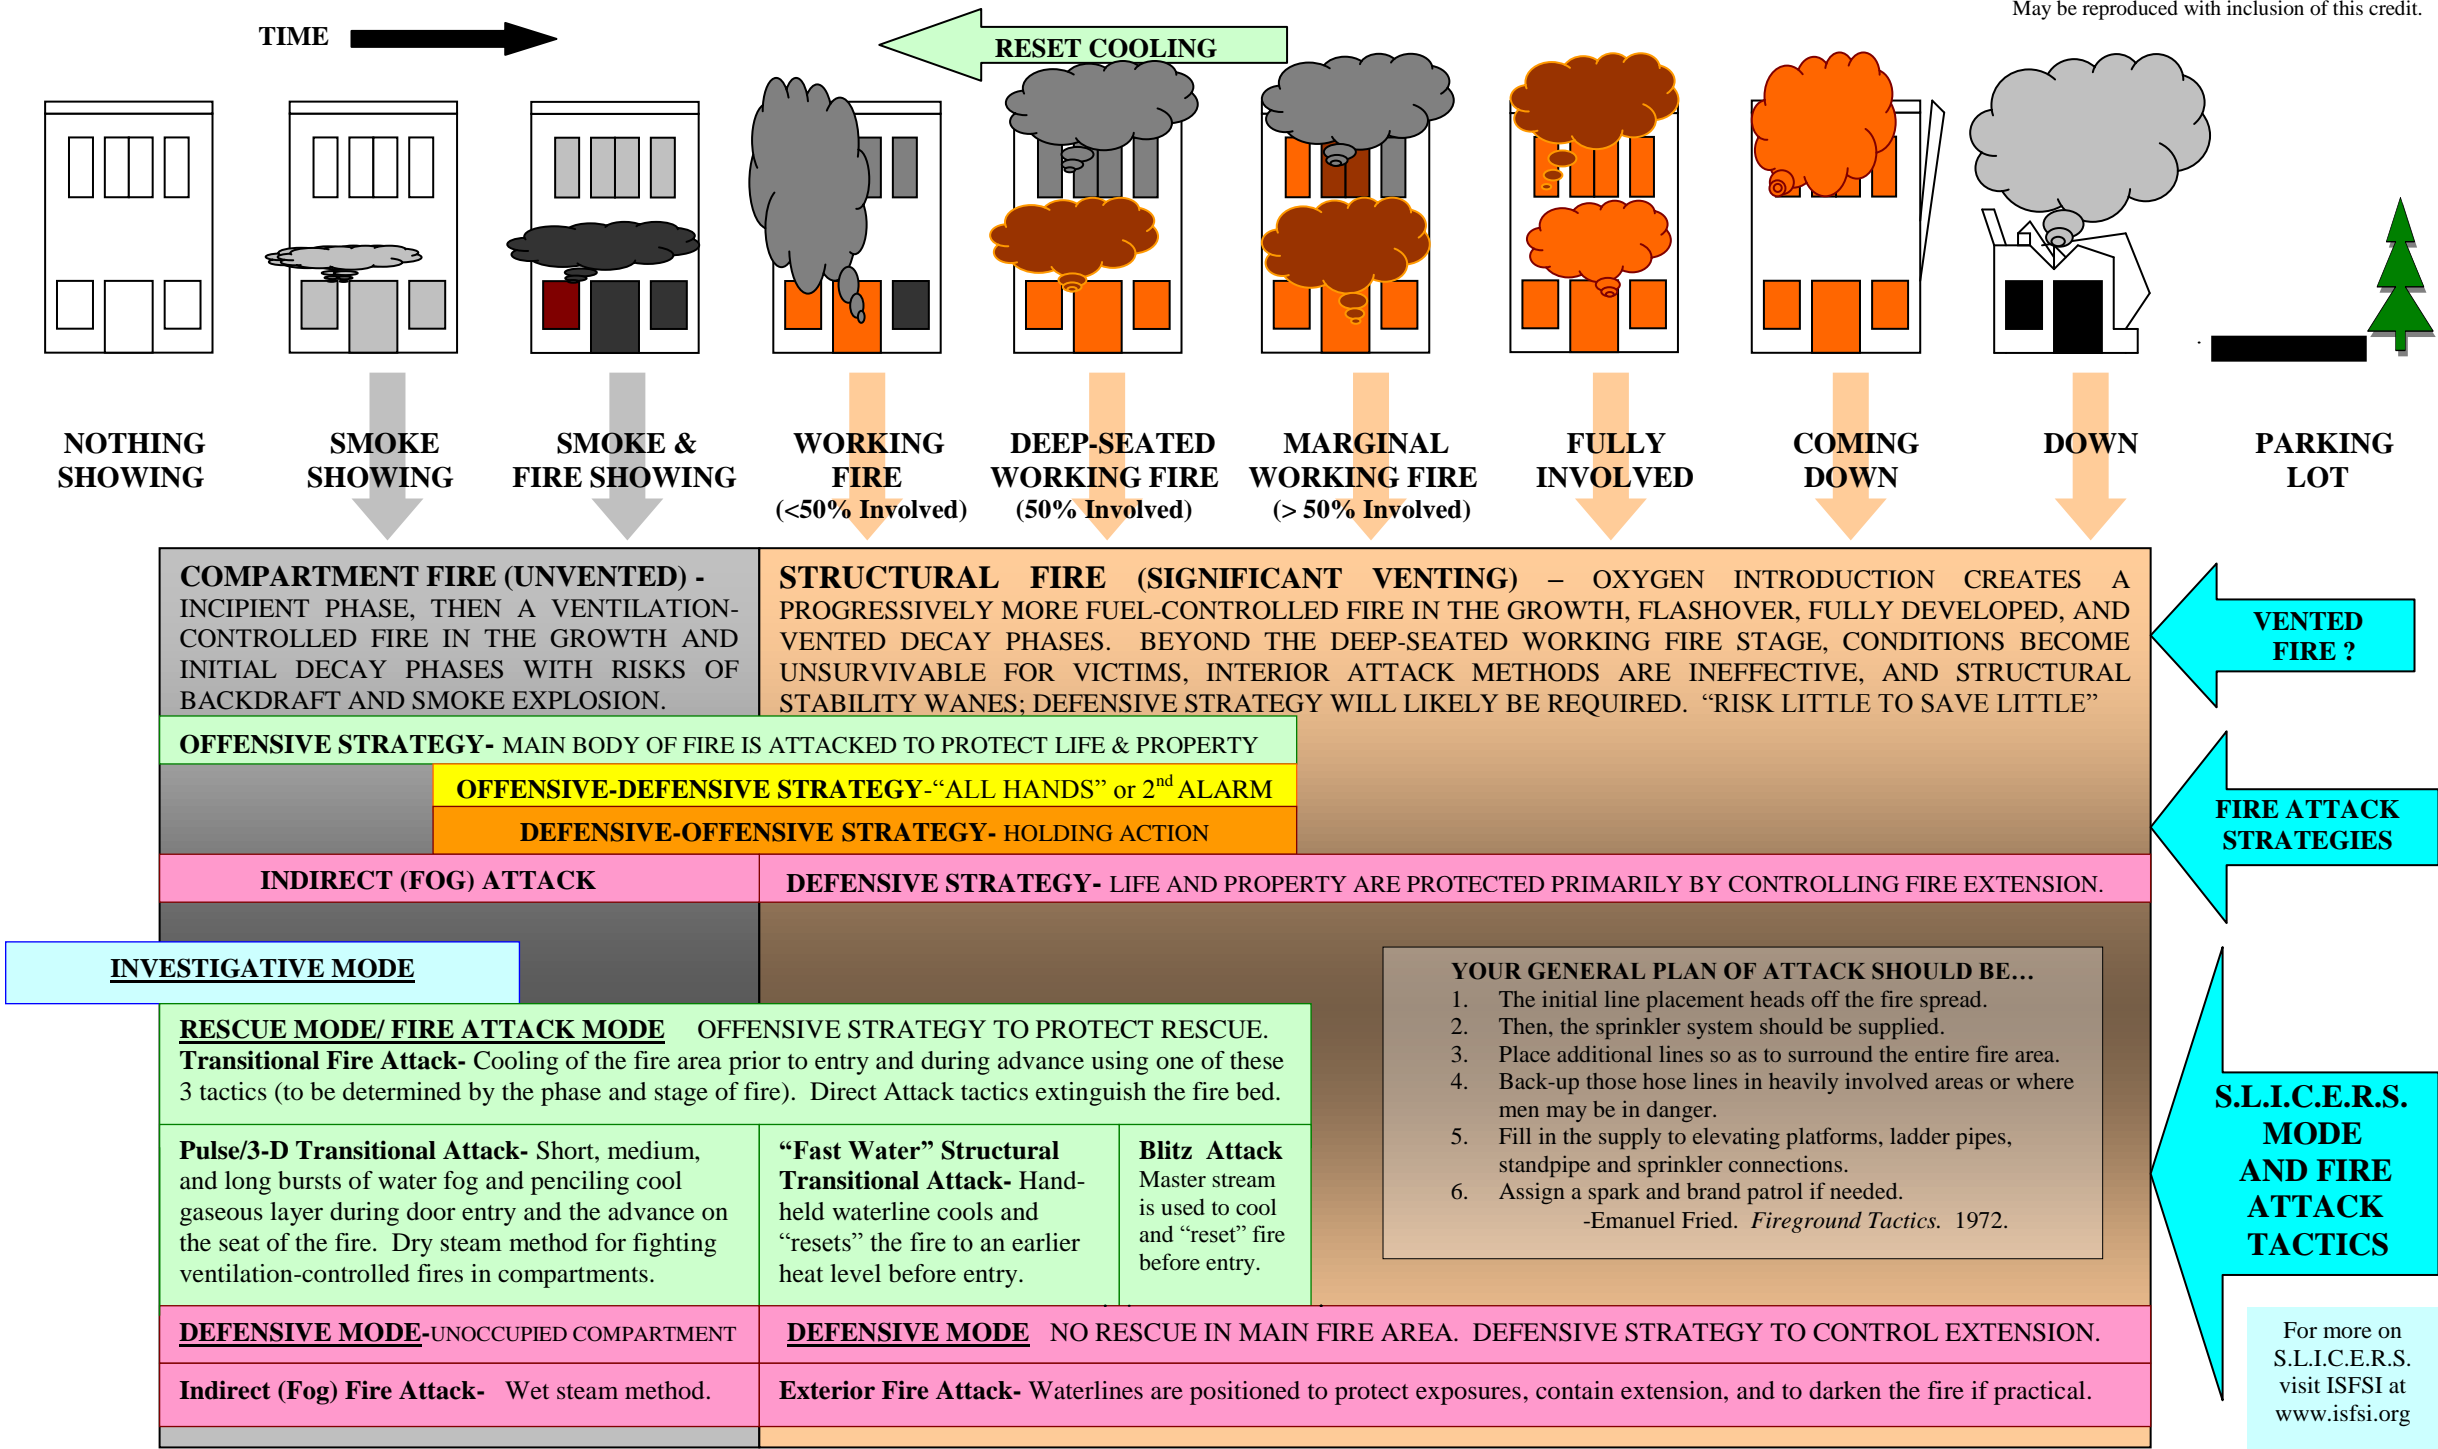 May be reproduced with inclusion of this credit.
TIME
RESET COOLING
NOTHING
SHOWING
SMOKE
SHOWING
SMOKE &
FIRE SHOWING
WORKING
FIRE
(<50% Involved)
DEEP-SEATED
WORKING FIRE
(50% Involved)
MARGINAL
WORKING FIRE
(> 50% Involved)
FULLY
INVOLVED
COMING
DOWN
DOWN
PARKING
LOT
COMPARTMENT FIRE (UNVENTED) -
INCIPIENT PHASE, THEN A VENTILATION-
CONTROLLED FIRE IN THE GROWTH AND
INITIAL DECAY PHASES WITH RISKS OF
BACKDRAFT AND SMOKE EXPLOSION.
STRUCTURAL FIRE (SIGNIFICANT VENTING) – OXYGEN INTRODUCTION CREATES A
PROGRESSIVELY MORE FUEL-CONTROLLED FIRE IN THE GROWTH, FLASHOVER, FULLY DEVELOPED, AND
VENTED DECAY PHASES. BEYOND THE DEEP-SEATED WORKING FIRE STAGE, CONDITIONS BECOME
UNSURVIVABLE FOR VICTIMS, INTERIOR ATTACK METHODS ARE INEFFECTIVE, AND STRUCTURAL
STABILITY WANES; DEFENSIVE STRATEGY WILL LIKELY BE REQUIRED. “RISK LITTLE TO SAVE LITTLE”
VENTED
FIRE ?
OFFENSIVE STRATEGY- MAIN BODY OF FIRE IS ATTACKED TO PROTECT LIFE & PROPERTY
OFFENSIVE-DEFENSIVE STRATEGY-“ALL HANDS” or 2nd ALARM
DEFENSIVE-OFFENSIVE STRATEGY- HOLDING ACTION
INDIRECT (FOG) ATTACK
DEFENSIVE STRATEGY- LIFE AND PROPERTY ARE PROTECTED PRIMARILY BY CONTROLLING FIRE EXTENSION.
FIRE ATTACK
STRATEGIES
INVESTIGATIVE MODE
RESCUE MODE/ FIRE ATTACK MODE OFFENSIVE STRATEGY TO PROTECT RESCUE.
Transitional Fire Attack- Cooling of the fire area prior to entry and during advance using one of these
3 tactics (to be determined by the phase and stage of fire). Direct Attack tactics extinguish the fire bed.
Pulse/3-D Transitional Attack- Short, medium,
and long bursts of water fog and penciling cool
gaseous layer during door entry and the advance on
the seat of the fire. Dry steam method for fighting
ventilation-controlled fires in compartments.
“Fast Water” Structural
Transitional Attack- Hand-
held waterline cools and
“resets” the fire to an earlier
heat level before entry.
Blitz Attack
Master stream
is used to cool
and “reset” fire
before entry.
YOUR GENERAL PLAN OF ATTACK SHOULD BE…
1. The initial line placement heads off the fire spread.
2. Then, the sprinkler system should be supplied.
3. Place additional lines so as to surround the entire fire area.
4. Back-up those hose lines in heavily involved areas or where
men may be in danger.
5. Fill in the supply to elevating platforms, ladder pipes,
standpipe and sprinkler connections.
6. Assign a spark and brand patrol if needed.
-Emanuel Fried. Fireground Tactics. 1972.
S.L.I.C.E.R.S.
MODE
AND FIRE
ATTACK
TACTICS
DEFENSIVE MODE-UNOCCUPIED COMPARTMENT
DEFENSIVE MODE NO RESCUE IN MAIN FIRE AREA. DEFENSIVE STRATEGY TO CONTROL EXTENSION.
Indirect (Fog) Fire Attack- Wet steam method.
Exterior Fire Attack- Waterlines are positioned to protect exposures, contain extension, and to darken the fire if practical.
For more on
S.L.I.C.E.R.S.
visit ISFSI at
www.isfsi.org